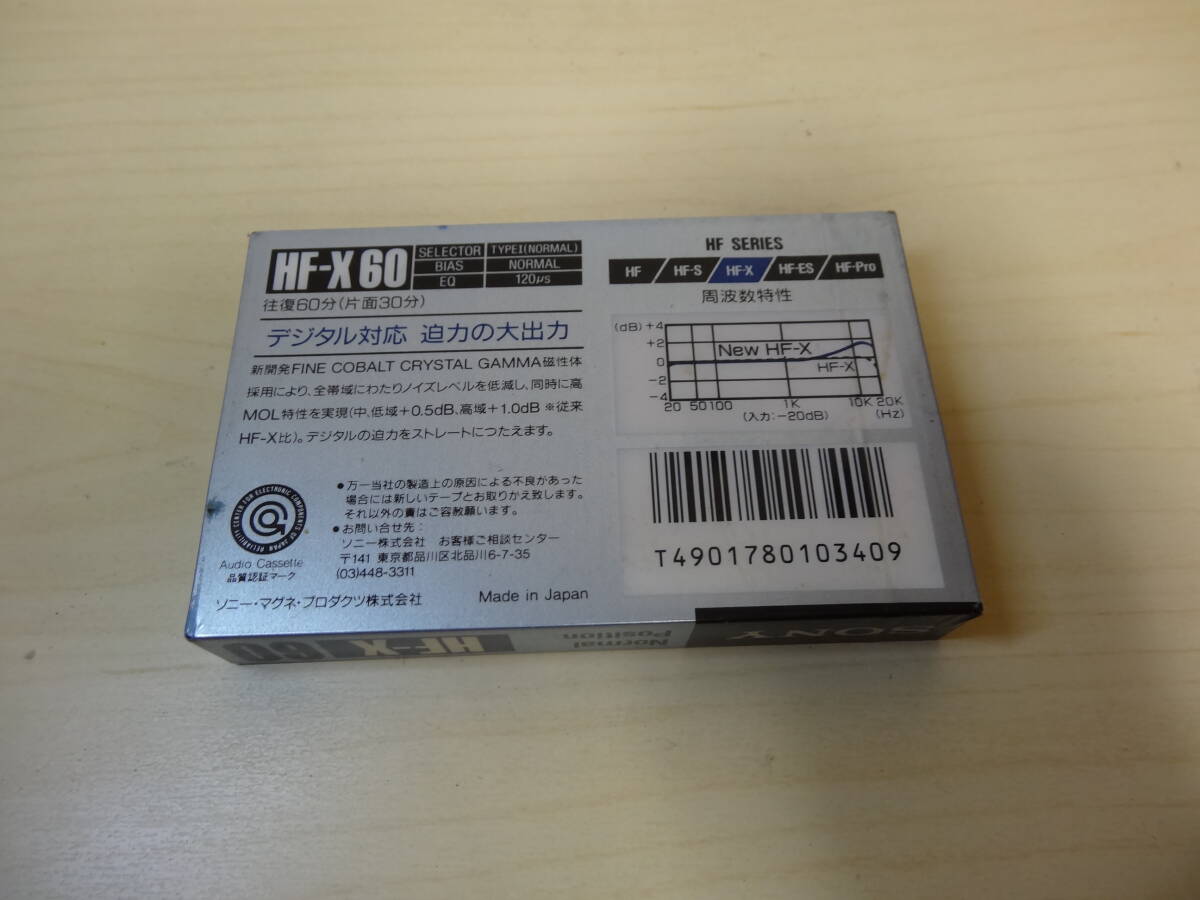 HF-X 60
SELECTOR TYPEI(NORMAL)
BIAS NORMAL
EQ 120μs
往復60分(片面30分)
デジタル対応 迫力の大出力
新開発FINE COBALT CRYSTAL GAMMA磁性体
採用により、全帯域にわたりノイズレベルを低減し、同時に高
MOL特性を実現(中、低域+0.5dB、高域+1.0dB ※従来
HF-X比)。デジタルの迫力をストレートにつたえます。
●万一当社の製造上の原因による不良があった
場合には新しいテープとお取りかえ致します。
それ以外の責はご容赦願います。
●お問い合せ先:
ソニー株式会社 お客様ご相談センター
〒141 東京都品川区北品川6-7-35
(03)448-3311
RELIABILITY CENTER FOR ELECTRONIC COMPONENTS OF JAPAN
Audio Cassette
品質認証マーク
ソニー・マグネ・プロダクツ株式会社 Made in Japan
HF SERIES
HF / HF-S / HF-X / HF-ES / HF-Pro
周波数特性
(dB) +4
+2
0
-2
-4
New HF-X
HF-X
20 50 100 1K 10K 20K
(入力:-20dB) (Hz)
T4901780103409
SONY
Normal
Position
HF-X 60